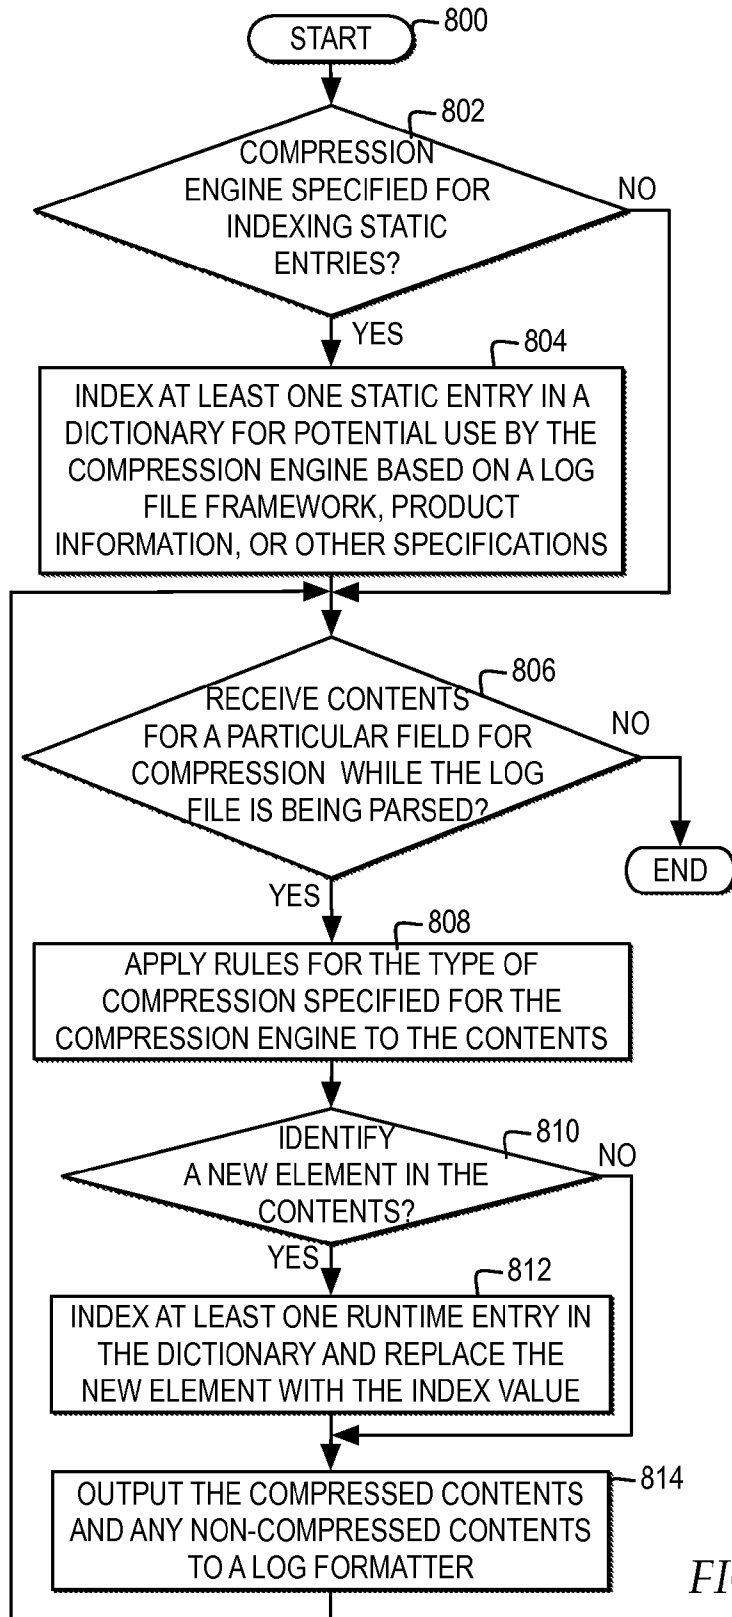 START
800
802
COMPRESSION
ENGINE SPECIFIED FOR
INDEXING STATIC
ENTRIES?
NO
YES
804
INDEX AT LEAST ONE STATIC ENTRY IN A
DICTIONARY FOR POTENTIAL USE BY THE
COMPRESSION ENGINE BASED ON A LOG
FILE FRAMEWORK, PRODUCT
INFORMATION, OR OTHER SPECIFICATIONS
806
RECEIVE CONTENTS
FOR A PARTICULAR FIELD FOR
COMPRESSION WHILE THE LOG
FILE IS BEING PARSED?
NO
END
YES
808
APPLY RULES FOR THE TYPE OF
COMPRESSION SPECIFIED FOR THE
COMPRESSION ENGINE TO THE CONTENTS
810
IDENTIFY
A NEW ELEMENT IN THE
CONTENTS?
NO
YES
812
INDEX AT LEAST ONE RUNTIME ENTRY IN
THE DICTIONARY AND REPLACE THE
NEW ELEMENT WITH THE INDEX VALUE
814
OUTPUT THE COMPRESSED CONTENTS
AND ANY NON-COMPRESSED CONTENTS
TO A LOG FORMATTER